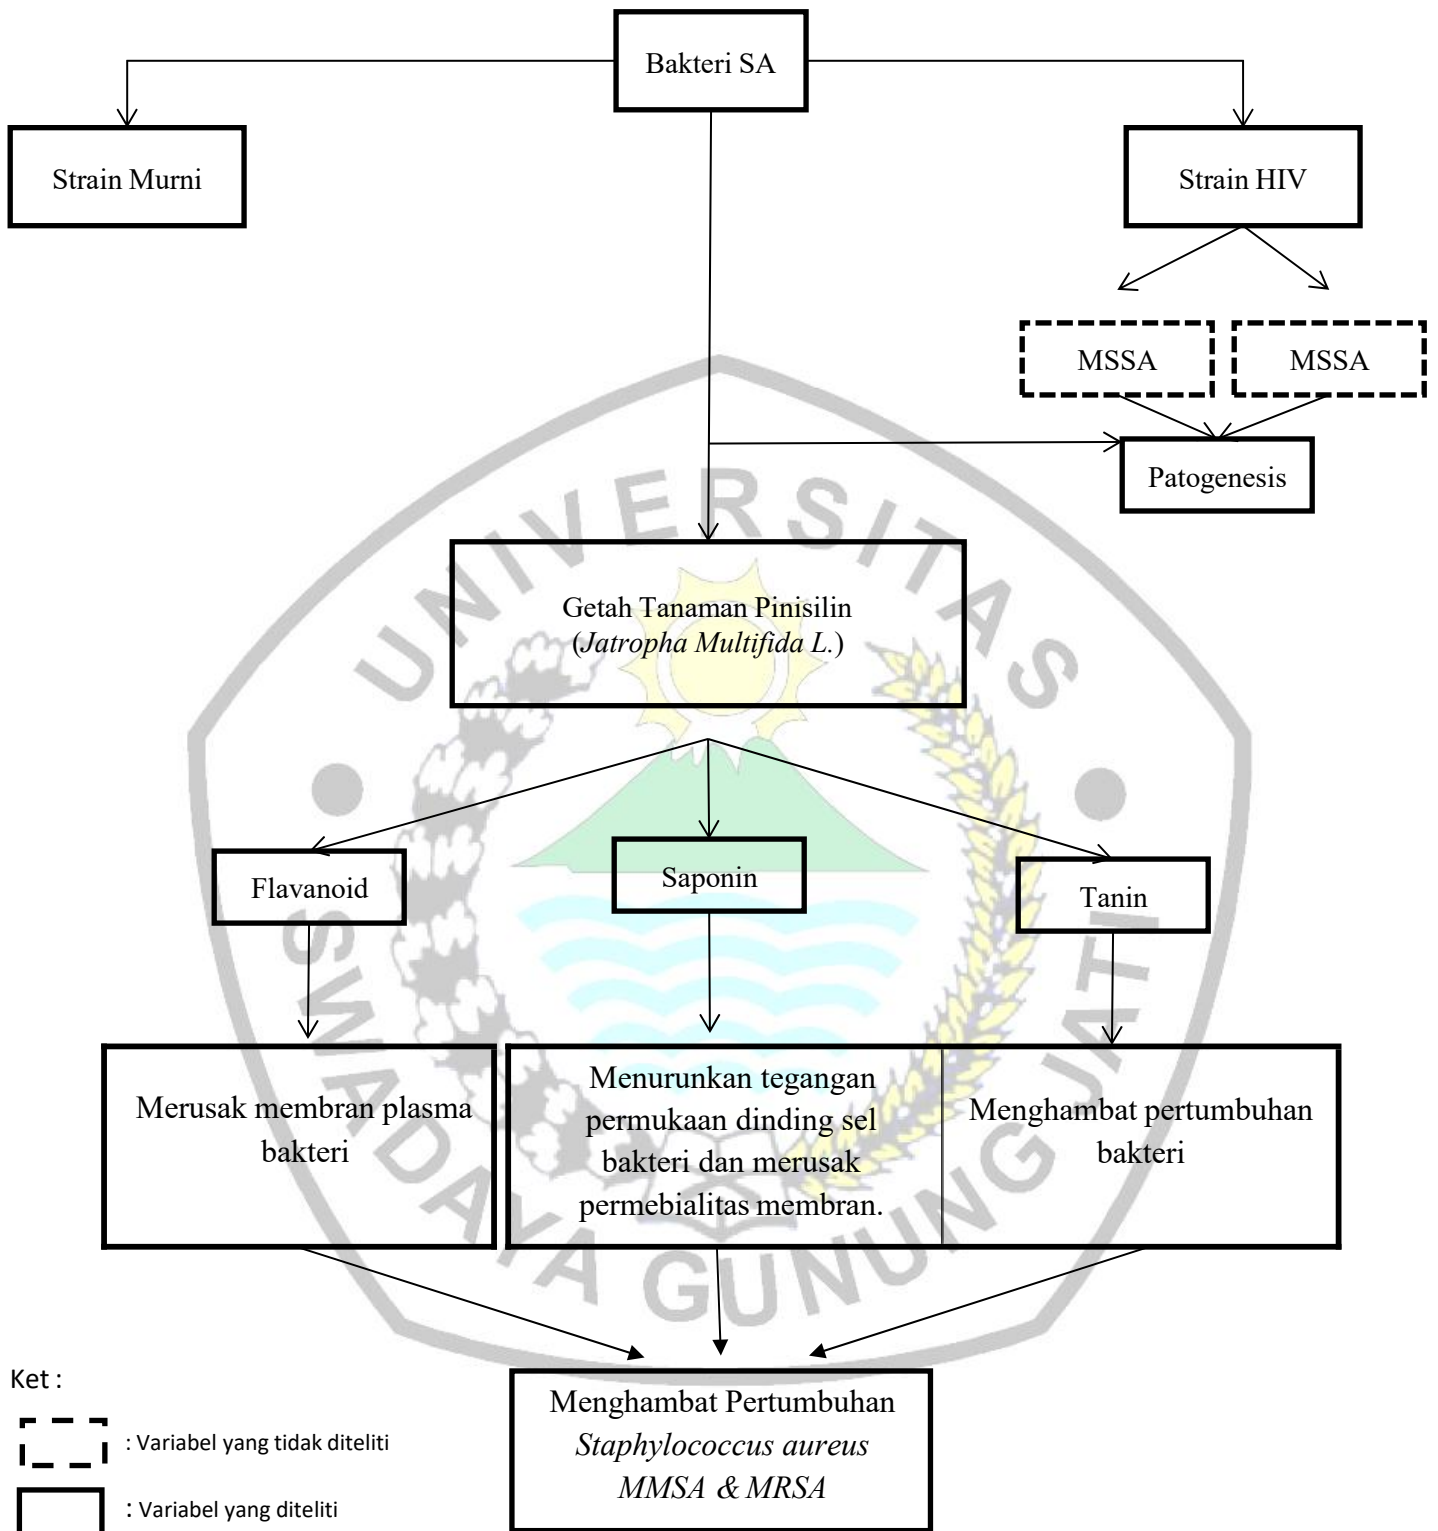 Bakteri SA
Strain Murni
Strain HIV
MSSA
MSSA
Patogenesis
Getah Tanaman Pinisilin
(Jatropha Multifida L.)
Flavanoid
Saponin
Tanin
Merusak membran plasma
bakteri
Menurunkan tegangan
permukaan dinding sel
bakteri dan merusak
permebialitas membran.
Menghambat pertumbuhan
bakteri
Menghambat Pertumbuhan
Staphylococcus aureus
MMSA & MRSA
Ket :
: Variabel yang tidak diteliti
: Variabel yang diteliti
UNIVERSITAS
SWADAYA GUNUNG JATI